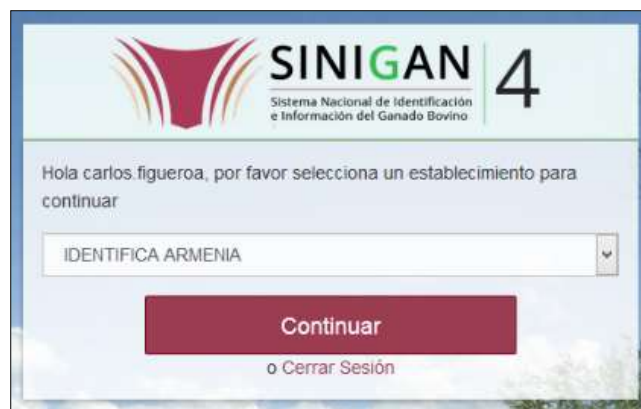 SINIGAN 4
Sistema Nacional de Identificación
e Información del Ganado Bovino
Hola carlos.figueroa, por favor selecciona un establecimiento para
continuar
IDENTIFICA ARMENIA
Continuar
o Cerrar Sesión